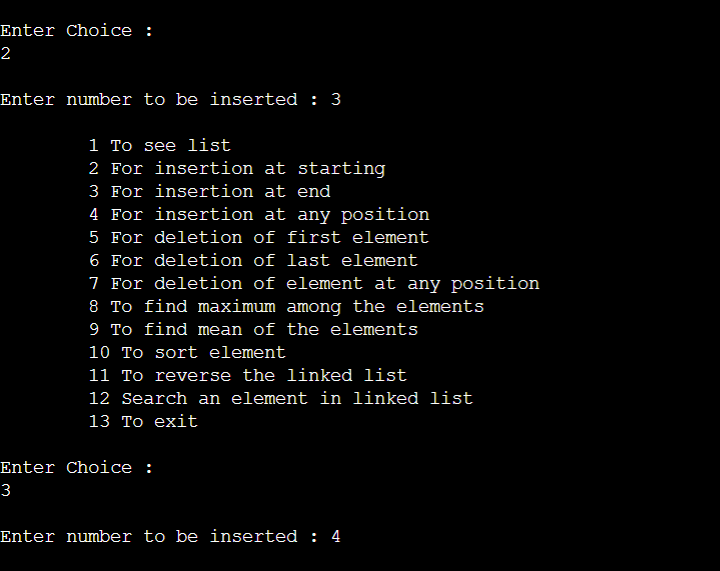 Enter Choice :
2
Enter number to be inserted : 3
1 To see list
2 For insertion at starting
3 For insertion at end
4 For insertion at any position
5 For deletion of first element
6 For deletion of last element
7 For deletion of element at any position
8 To find maximum among the elements
9 To find mean of the elements
10 To sort element
11 To reverse the linked list
12 Search an element in linked list
13 To exit
Enter Choice :
3
Enter number to be inserted : 4